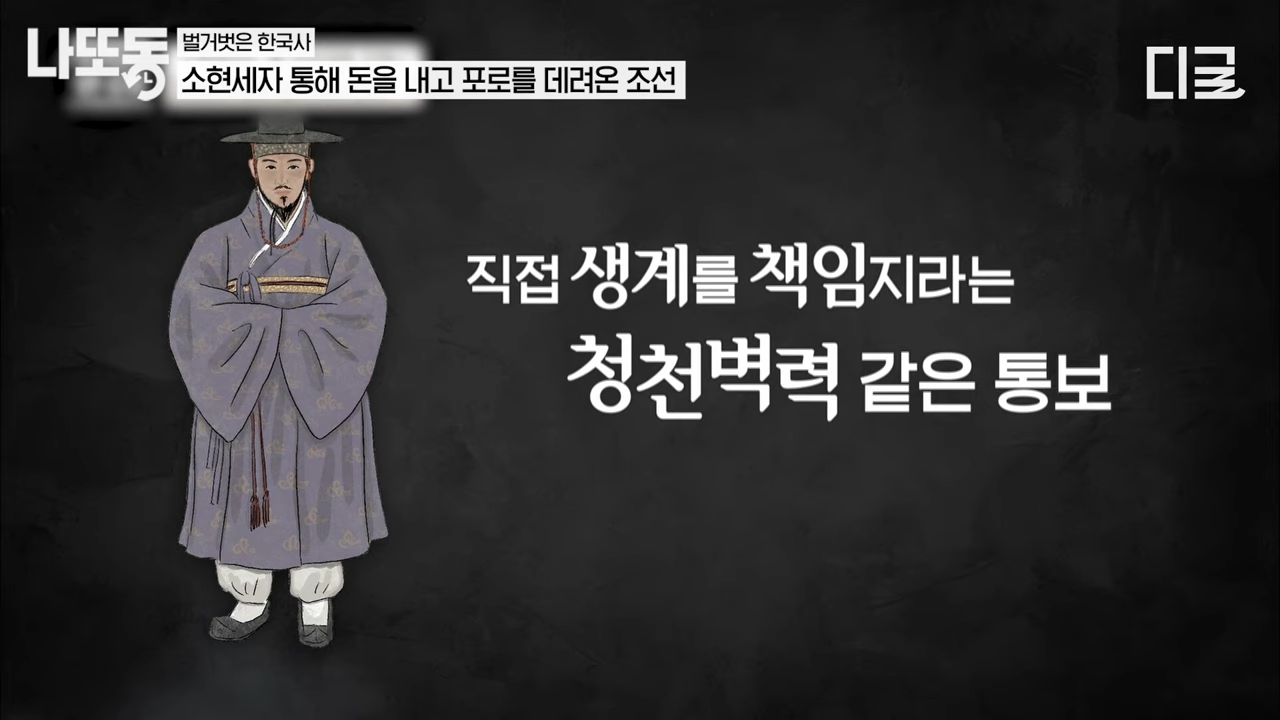 나또동
벌거벗은 한국사
소현세자 통해 돈을 내고 포로를 데려온 조선
디글
직접 생계를 책임지라는
청천벽력 같은 통보